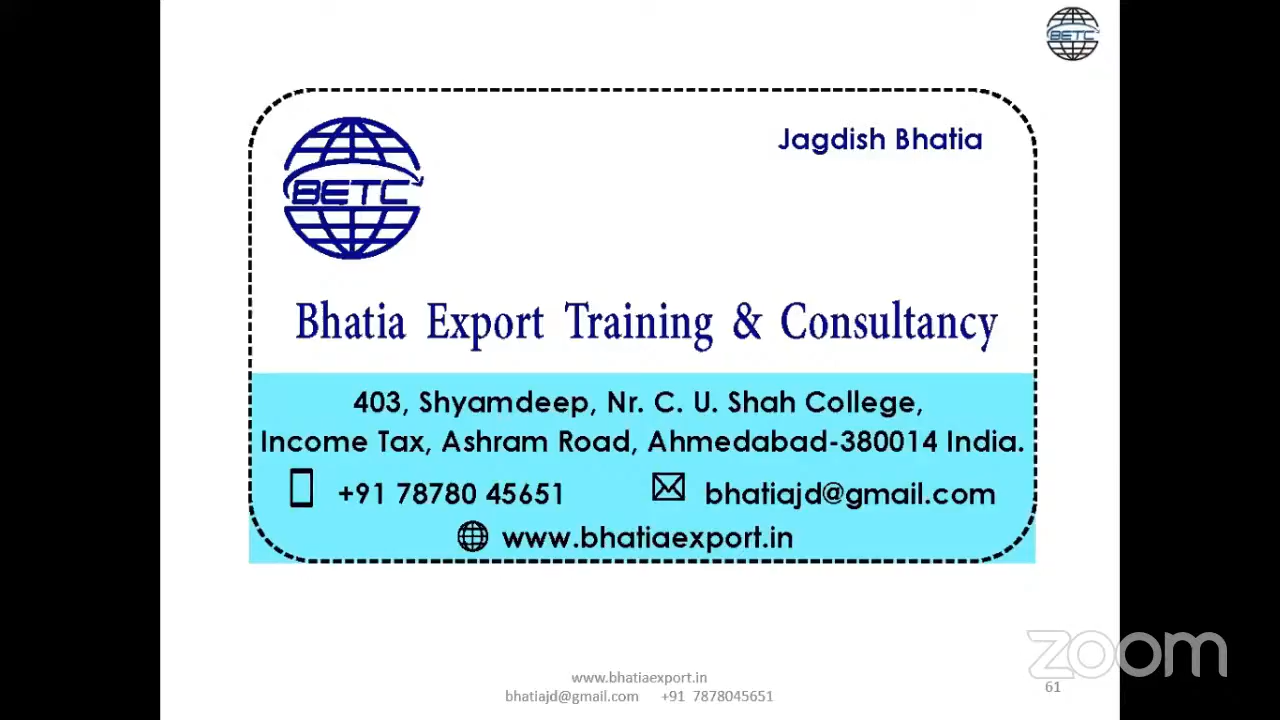 BETC
Jagdish Bhatia
BETC
Bhatia Export Training & Consultancy
403, Shyamdeep, Nr. C. U. Shah College,
Income Tax, Ashram Road, Ahmedabad-380014 India.
+91 78780 45651 bhatiajd@gmail.com
www.bhatiaexport.in
zoom
www.bhatiaexport.in
bhatiajd@gmail.com +91 7878045651
61